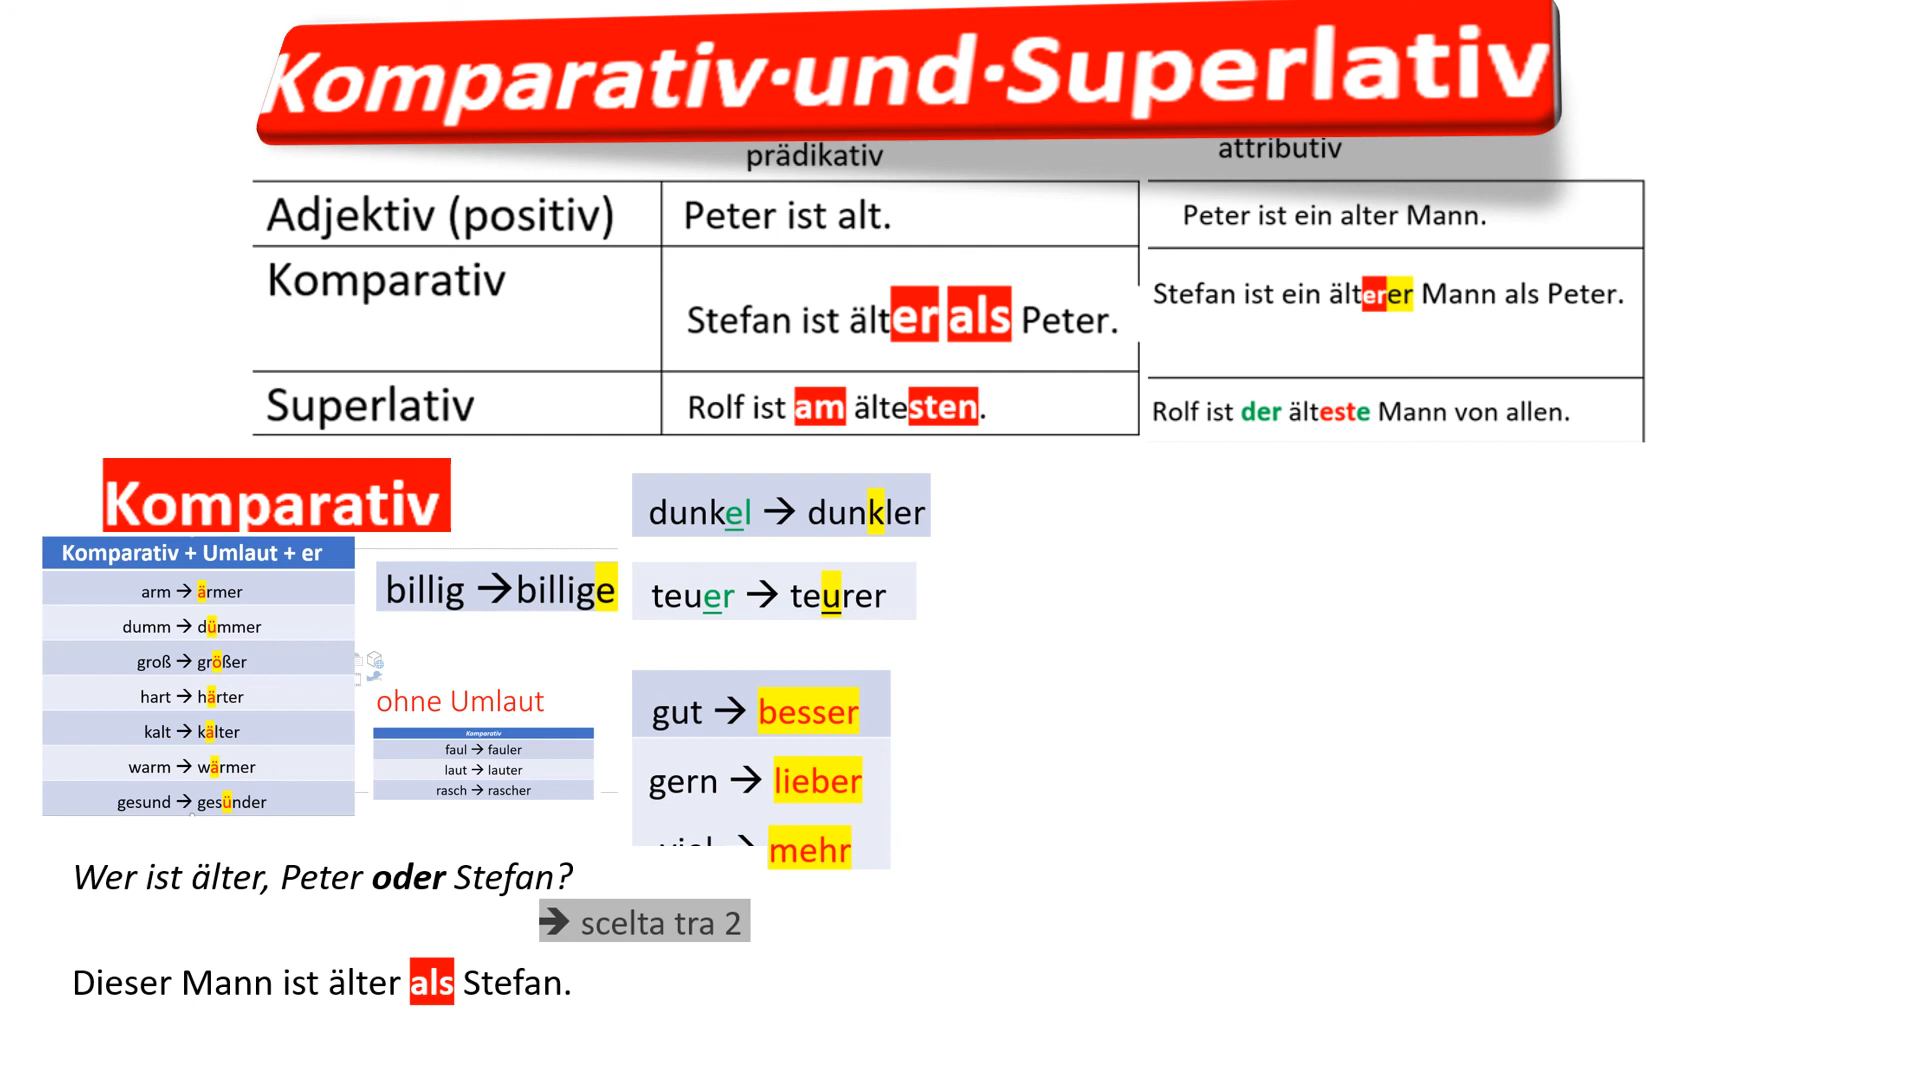 Komparativ·und·Superlativ
prädikativ
attributiv
Adjektiv (positiv)
Peter ist alt.
Peter ist ein alter Mann.
Komparativ
Stefan ist älter als Peter.
Stefan ist ein älterer Mann als Peter.
Superlativ
Rolf ist am ältesten.
Rolf ist der älteste Mann von allen.
Komparativ
Komparativ + Umlaut + er
arm → ärmer
dumm → dümmer
groß → größer
hart → härter
kalt → kälter
warm → wärmer
gesund → gesünder
billig →billige
ohne Umlaut
Komparativ
faul → fauler
laut → lauter
rasch → rascher
dunkel → dunkler
teuer → teurer
gut → besser
gern → lieber
→ mehr
Wer ist älter, Peter oder Stefan?
→ scelta tra 2
Dieser Mann ist älter als Stefan.